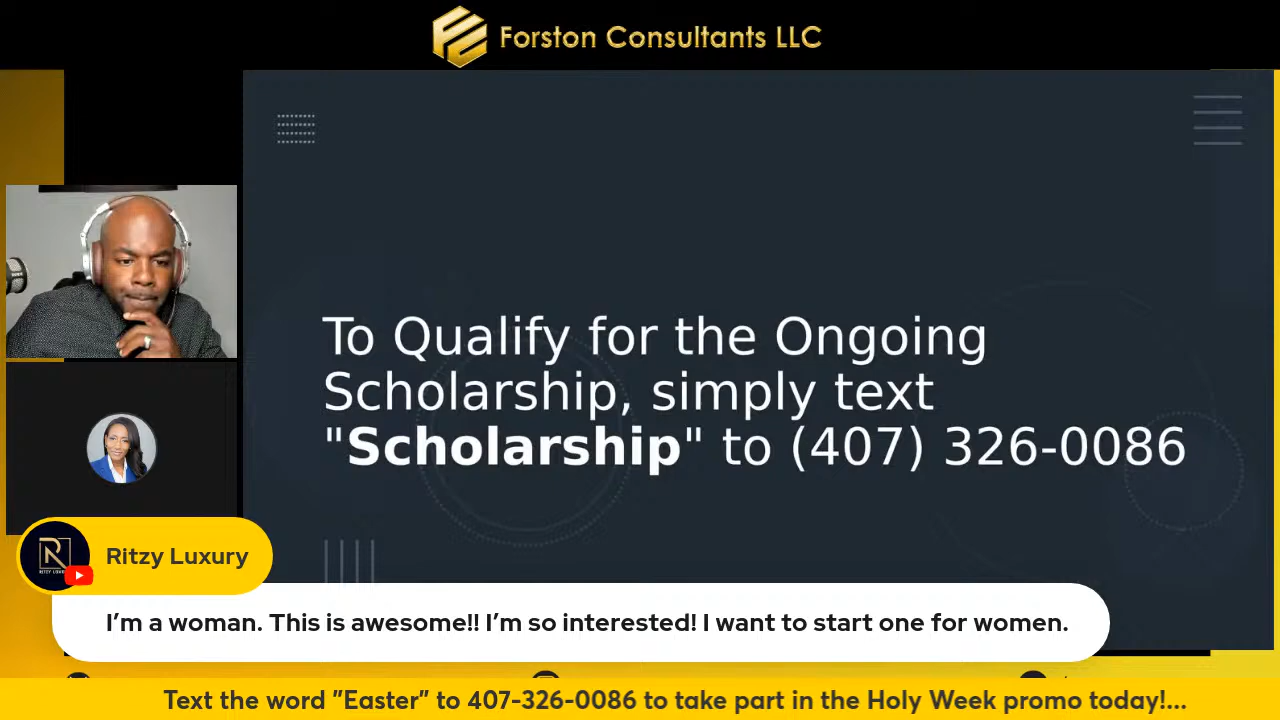 Forston Consultants LLC
To Qualify for the Ongoing
Scholarship, simply text
"Scholarship" to (407) 326-0086
Ritzy Luxury
I’m a woman. This is awesome!! I’m so interested! I want to start one for women.
Text the word "Easter" to 407-326-0086 to take part in the Holy Week promo today!...